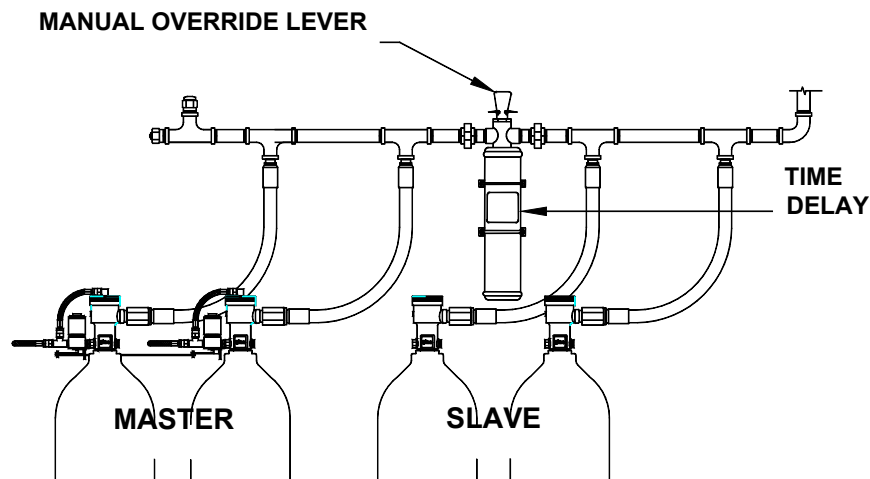 MANUAL OVERRIDE LEVER
TIME
DELAY
MASTER
SLAVE